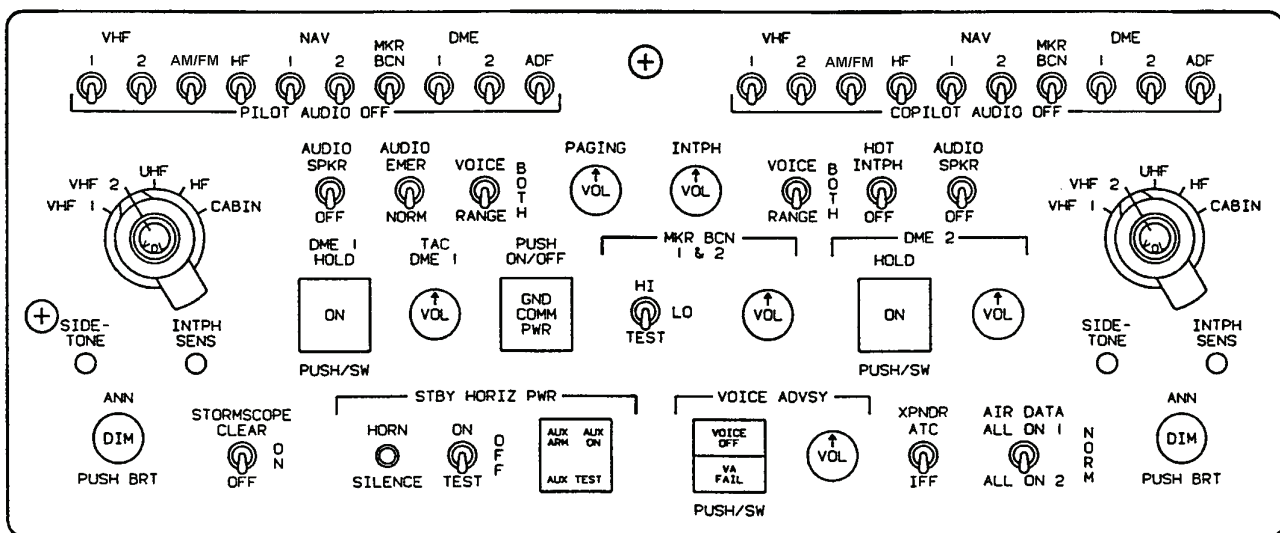 VHF NAV DME
1 2 AM/FM HF 1 2 MKR BCN 1 2 ADF
PILOT AUDIO OFF
VHF NAV DME
1 2 AM/FM HF 1 2 MKR BCN 1 2 ADF
COPILOT AUDIO OFF
VHF 1 VHF 2 UHF HF CABIN
VOL
AUDIO
SPKR
OFF
AUDIO
EMER
NORM
VOICE
RANGE
BOTH
PAGING
VOL
INTPH
VOL
VOICE
RANGE
BOTH
HOT
INTPH
OFF
AUDIO
SPKR
OFF
VHF 1 VHF 2 UHF HF CABIN
VOL
DME 1
HOLD
ON
PUSH/SW
TAC
DME 1
VOL
PUSH
ON/OFF
GND
COMM
PWR
MKR BCN
1 & 2
HI
LO
TEST
VOL
DME 2
HOLD
ON
PUSH/SW
VOL
SIDE-
TONE
INTPH
SENS
SIDE-
TONE
INTPH
SENS
ANN
DIM
PUSH BRT
STORMSCOPE
CLEAR
ON
OFF
STBY HORIZ PWR
HORN
SILENCE
ON
OFF
TEST
AUX ARM
AUX ON
AUX TEST
VOICE ADVSY
VOICE
OFF
VA
FAIL
PUSH/SW
VOL
XPNDR
ATC
IFF
AIR DATA
ALL ON 1
NORM
ALL ON 2
ANN
DIM
PUSH BRT